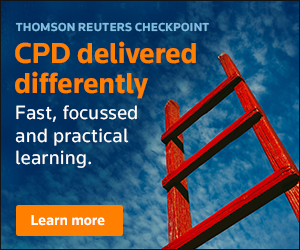 THOMSON REUTERS CHECKPOINT
CPD delivered
differently
Fast, focussed
and practical
learning.
Learn more